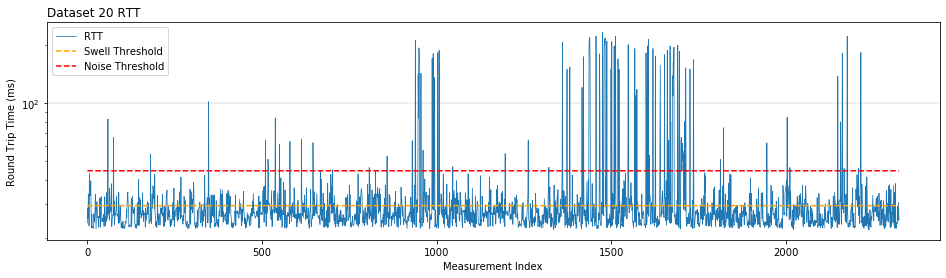 Dataset 20 RTT
RTT
Swell Threshold
Noise Threshold
10²
Round Trip Time (ms)
0
500
1000
1500
2000
Measurement Index